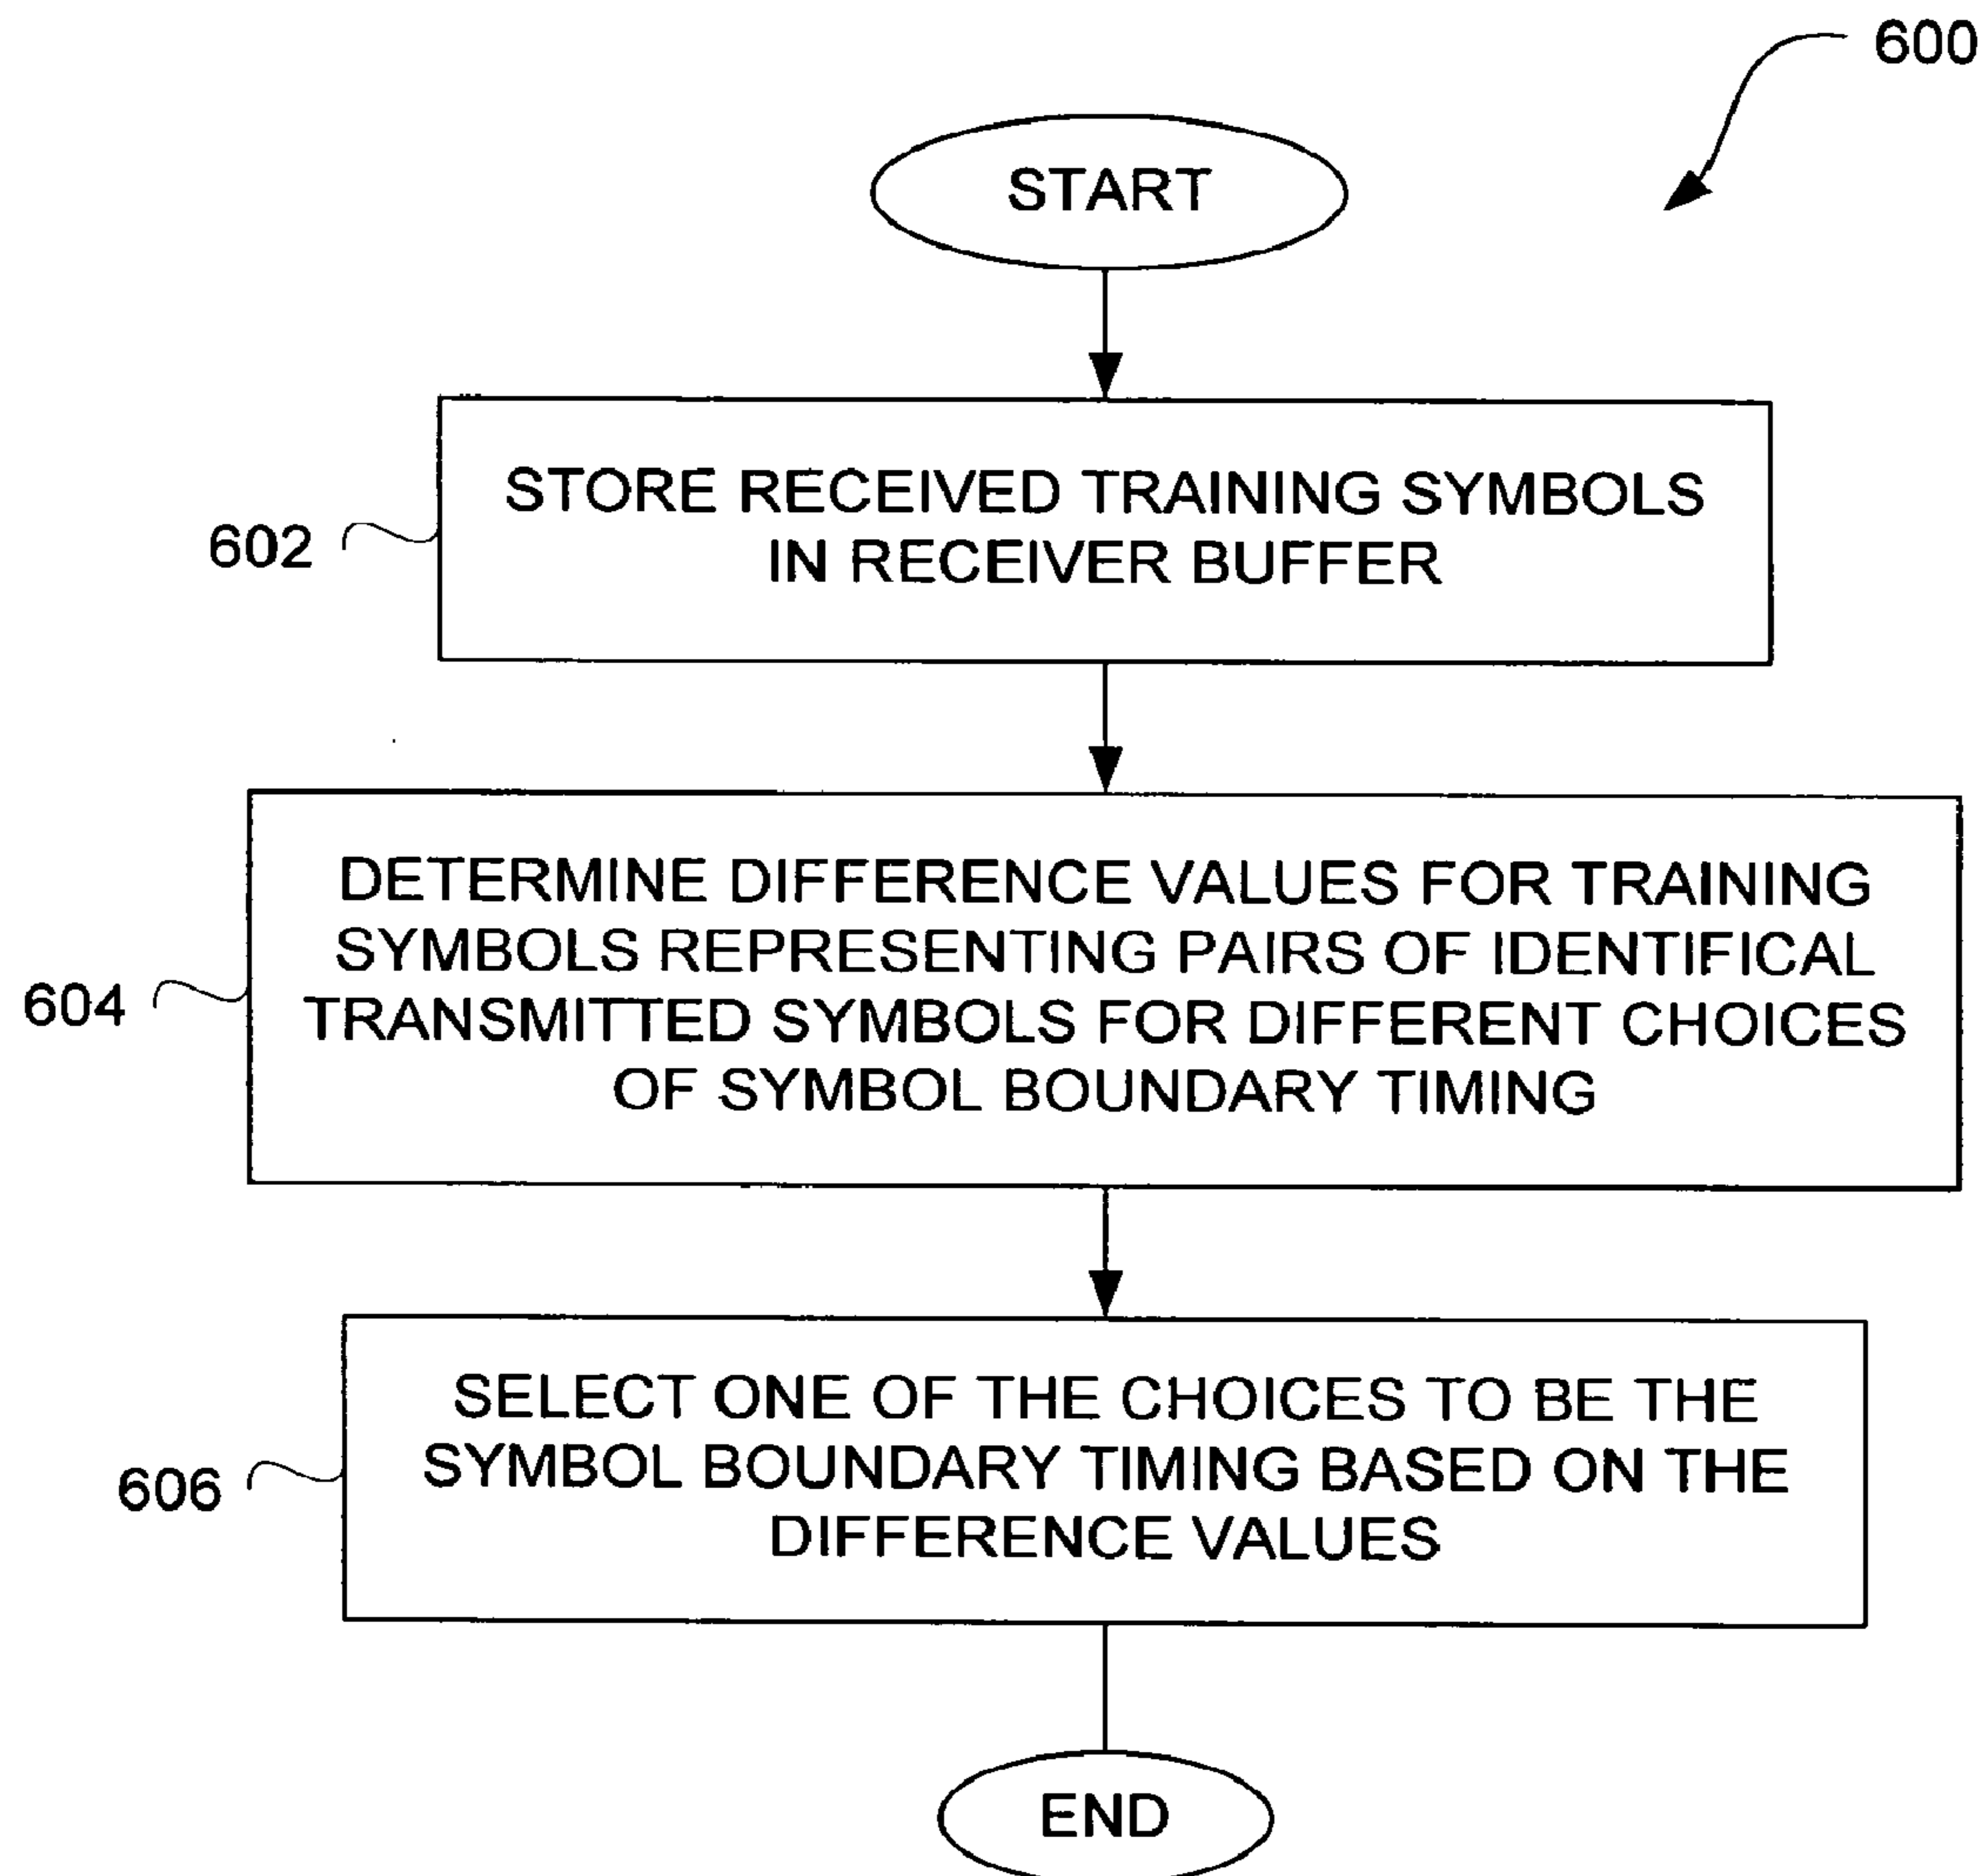 600
START
STORE RECEIVED TRAINING SYMBOLS
IN RECEIVER BUFFER
602
DETERMINE DIFFERENCE VALUES FOR TRAINING
SYMBOLS REPRESENTING PAIRS OF IDENTIFICAL
TRANSMITTED SYMBOLS FOR DIFFERENT CHOICES
OF SYMBOL BOUNDARY TIMING
604
SELECT ONE OF THE CHOICES TO BE THE
SYMBOL BOUNDARY TIMING BASED ON THE
DIFFERENCE VALUES
606
END